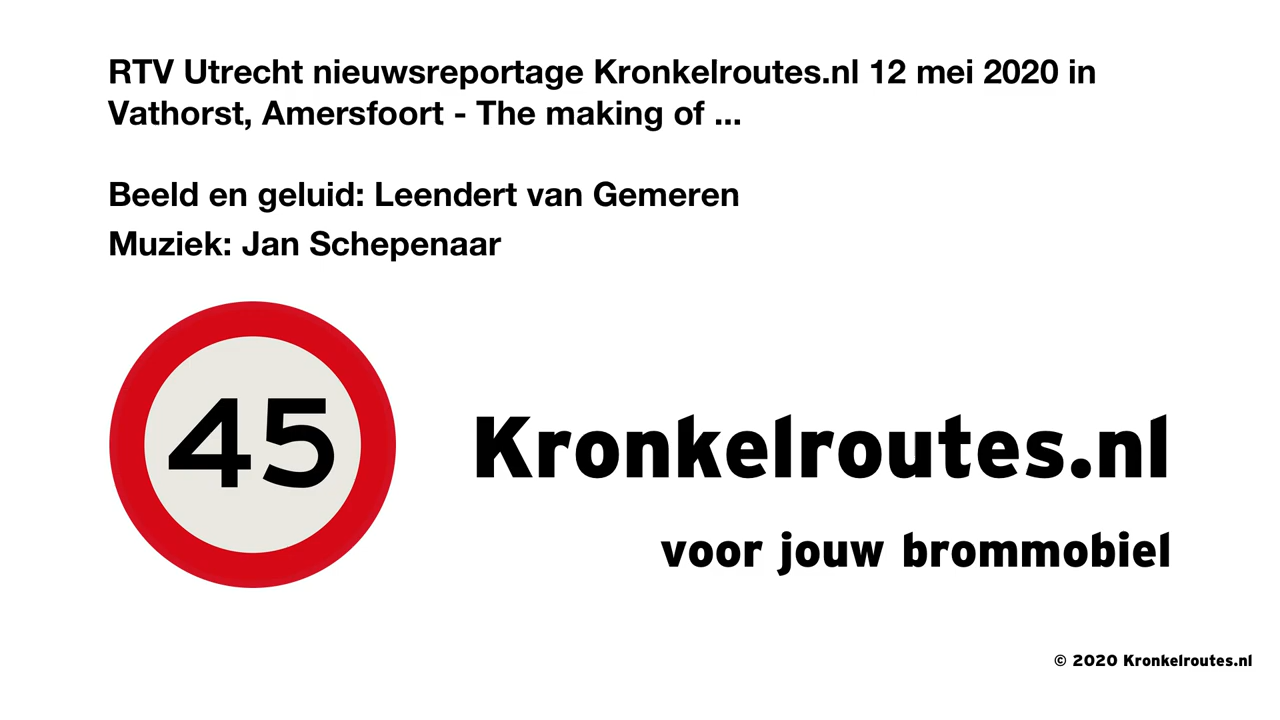 RTV Utrecht nieuwsreportage Kronkelroutes.nl 12 mei 2020 in
Vathorst, Amersfoort - The making of ...
Beeld en geluid: Leendert van Gemeren
Muziek: Jan Schepenaar
45
Kronkelroutes.nl
voor jouw brommobiel
© 2020 Kronkelroutes.nl